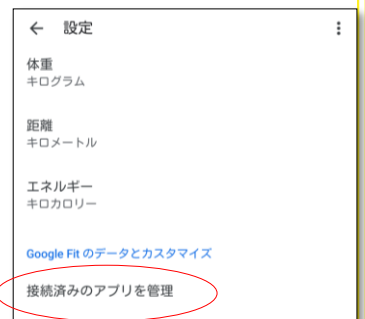 ← 設定
体重
キログラム
距離
キロメートル
エネルギー
キロカロリー
Google Fit のデータとカスタマイズ
接続済みのアプリを管理